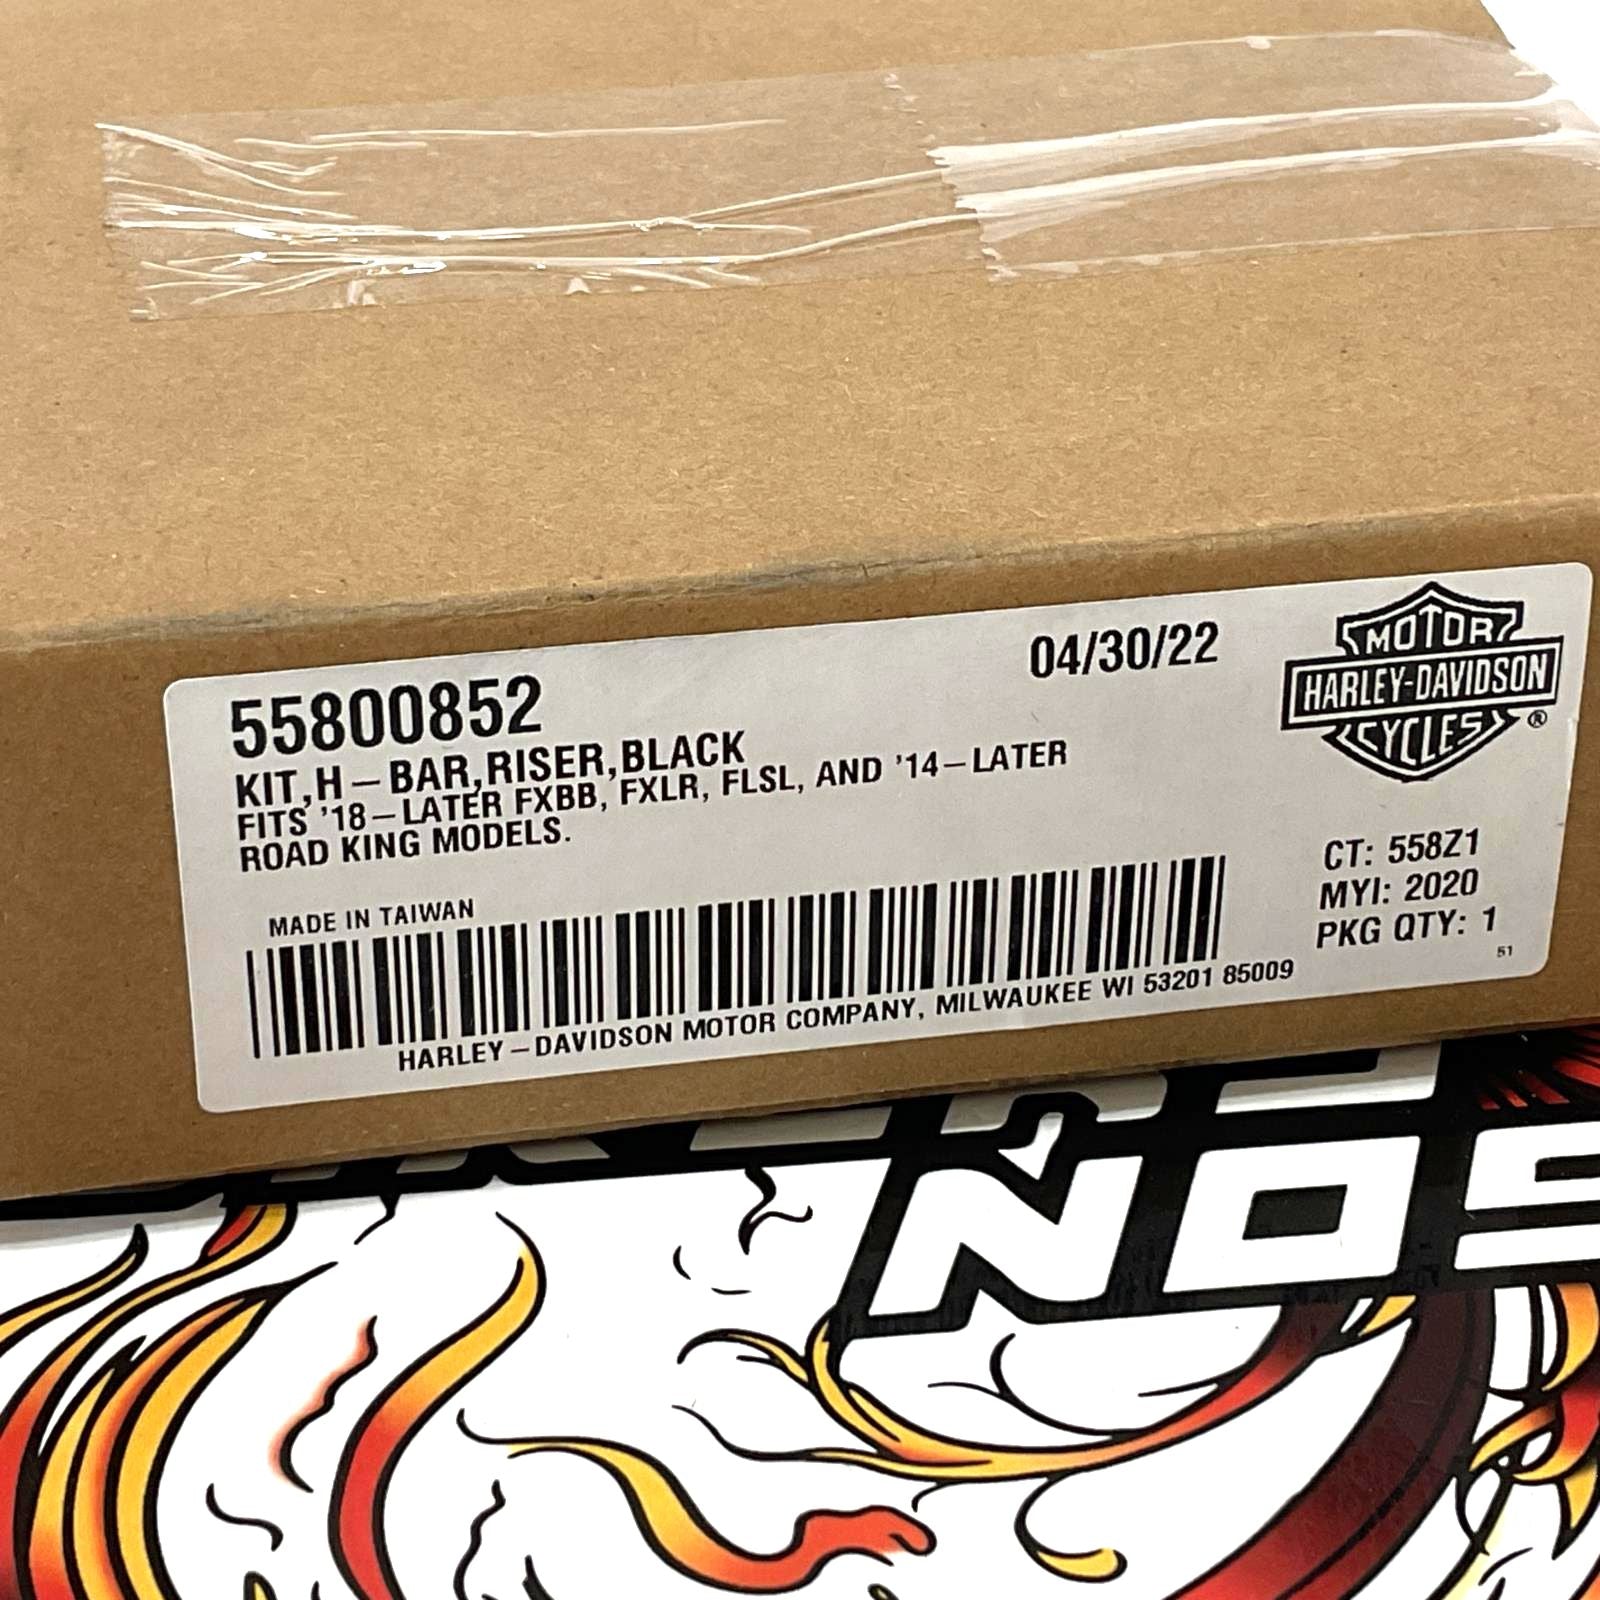 55800852
04/30/22
KIT,H-BAR,RISER,BLACK
FITS '18-LATER FXBB, FXLR, FLSL, AND '14-LATER
ROAD KING MODELS.
MADE IN TAIWAN
HARLEY-DAVIDSON MOTOR COMPANY, MILWAUKEE WI 53201 85009
MOTOR
HARLEY-DAVIDSON
CYCLES
®
CT: 558Z1
MYI: 2020
PKG QTY: 1
51
NOS